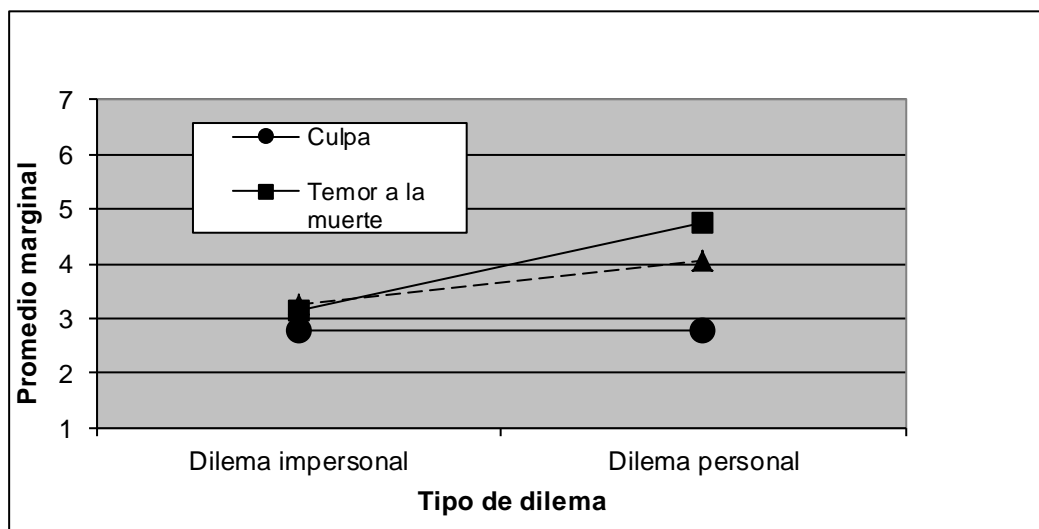 7
6
5
4
3
2
1
Promedio marginal
Culpa
Temor a la
muerte
Dilema impersonal
Dilema personal
Tipo de dilema